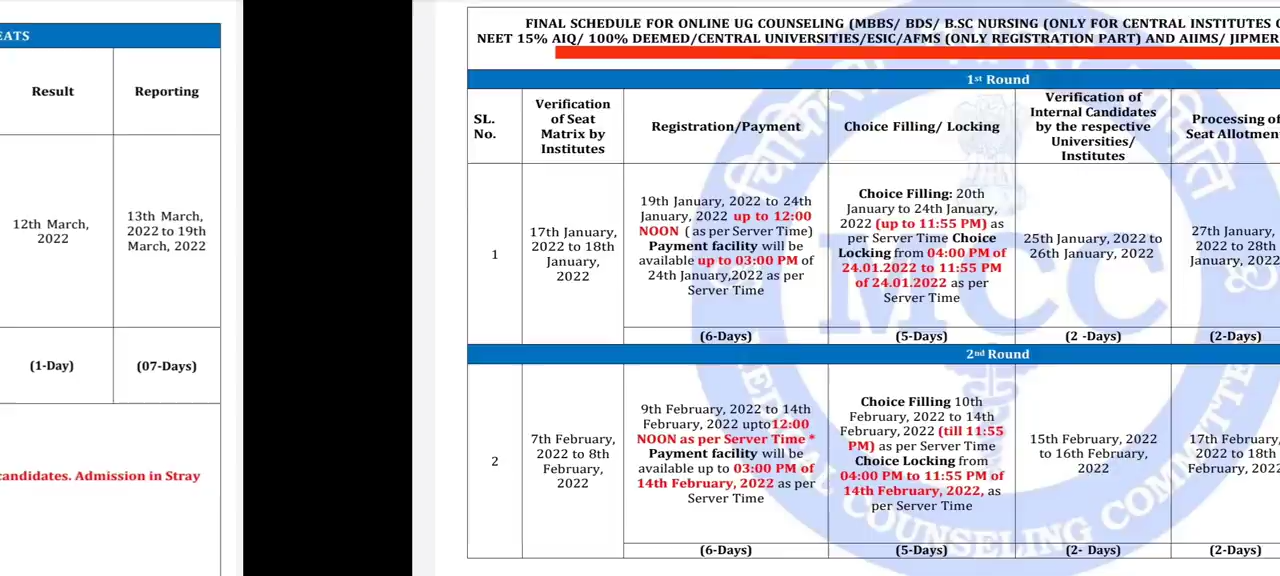 EATS
Result
Reporting
12th March,
2022
13th March,
2022 to 19th
March, 2022
(1-Day)
(07-Days)
candidates. Admission in Stray
FINAL SCHEDULE FOR ONLINE UG COUNSELING (MBBS/ BDS/ B.SC NURSING (ONLY FOR CENTRAL INSTITUTES
NEET 15% AIQ/ 100% DEEMED/CENTRAL UNIVERSITIES/ESIC/AFMS (ONLY REGISTRATION PART) AND AIIMS/ JIPMER
1st Round
SL.
No.
Verification
of Seat
Matrix by
Institutes
Registration/Payment
Choice Filling/ Locking
Verification of
Internal Candidates
by the respective
Universities/
Institutes
Processing of
Seat Allotment
1
17th January,
2022 to 18th
January,
2022
19th January, 2022 to 24th
January, 2022 up to 12:00
NOON ( as per Server Time)
Payment facility will be
available up to 03:00 PM of
24th January,2022 as per
Server Time
Choice Filling: 20th
January to 24th January,
2022 (up to 11:55 PM) as
per Server Time Choice
Locking from 04:00 PM of
24.01.2022 to 11:55 PM
of 24.01.2022 as per
Server Time
25th January, 2022 to
26th January, 2022
27th January,
2022 to 28th
January, 2022
(6-Days)
(5-Days)
(2 -Days)
(2-Days)
2nd Round
2
7th February,
2022 to 8th
February,
2022
9th February, 2022 to 14th
February, 2022 upto12:00
NOON as per Server Time *
Payment facility will be
available up to 03:00 PM of
14th February, 2022 as per
Server Time
Choice Filling 10th
February, 2022 to 14th
February, 2022 (till 11:55
PM) as per Server Time
Choice Locking from
04:00 PM to 11:55 PM of
14th February, 2022, as
per Server Time
15th February, 2022
to 16th February,
2022
17th February,
2022 to 18th
February, 2022
(6-Days)
(5-Days)
(2- Days)
(2-Days)
MCC
COUNSELING COMMITTE